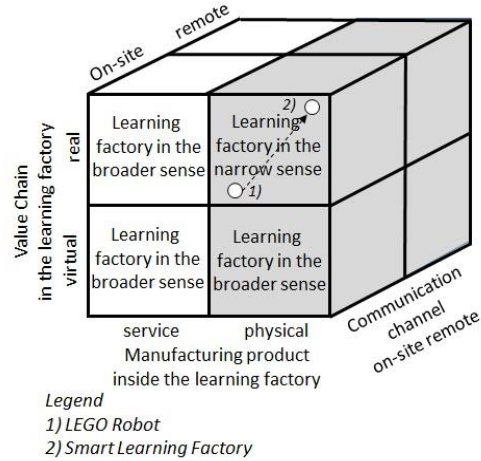 On-site remote
Learning
factory in the
broader sense
2)
Learning
factory in the
narrow sense
1)
Learning
factory in the
broader sense
Learning
factory in the
broader sense
Value Chain
in the learning factory
virtual real
service physical
Manufacturing product
inside the learning factory
Communication
channel
on-site remote
Legend
1) LEGO Robot
2) Smart Learning Factory